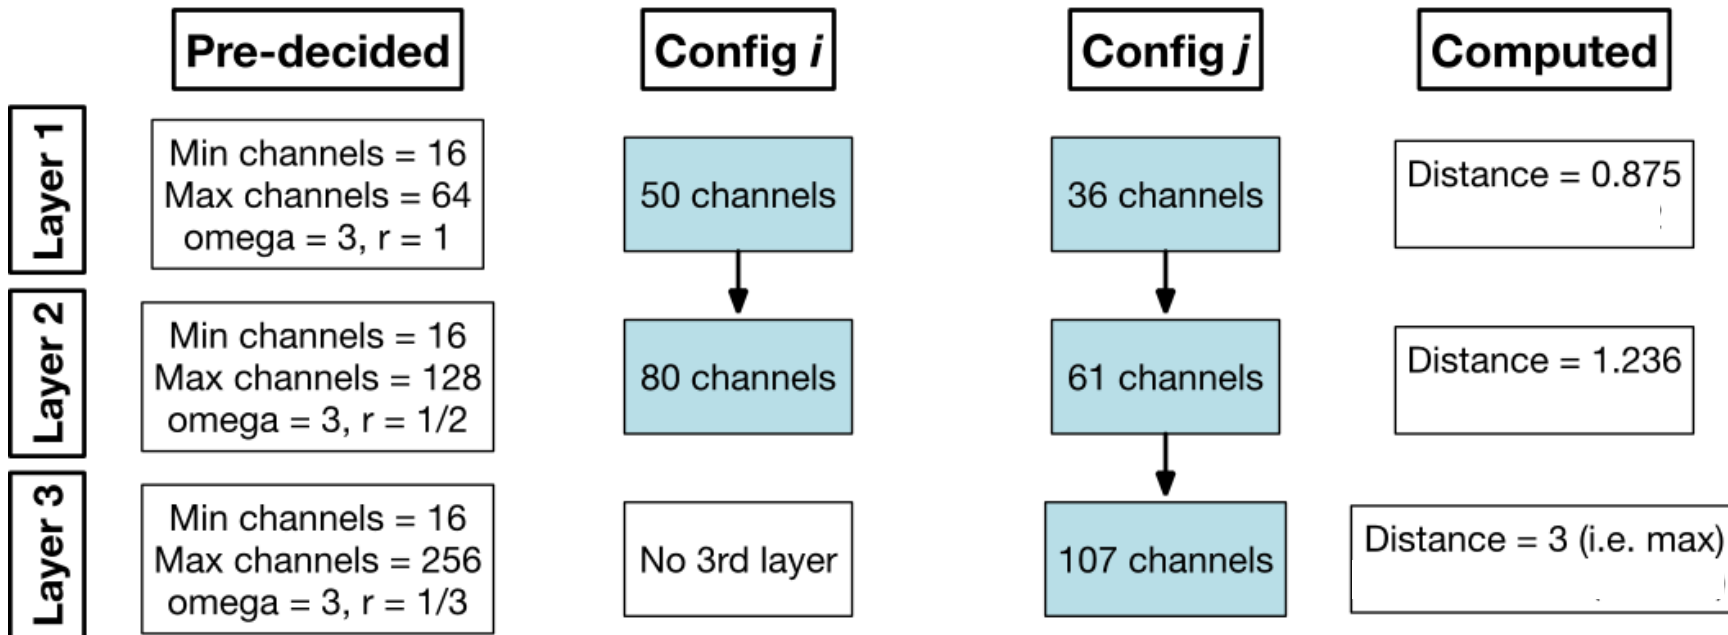 Pre-decided
Config i
Config j
Computed
Layer 1
Min channels = 16
Max channels = 64
omega = 3, r = 1
50 channels
36 channels
Distance = 0.875
Layer 2
Min channels = 16
Max channels = 128
omega = 3, r = 1/2
80 channels
61 channels
Distance = 1.236
Layer 3
Min channels = 16
Max channels = 256
omega = 3, r = 1/3
No 3rd layer
107 channels
Distance = 3 (i.e. max)